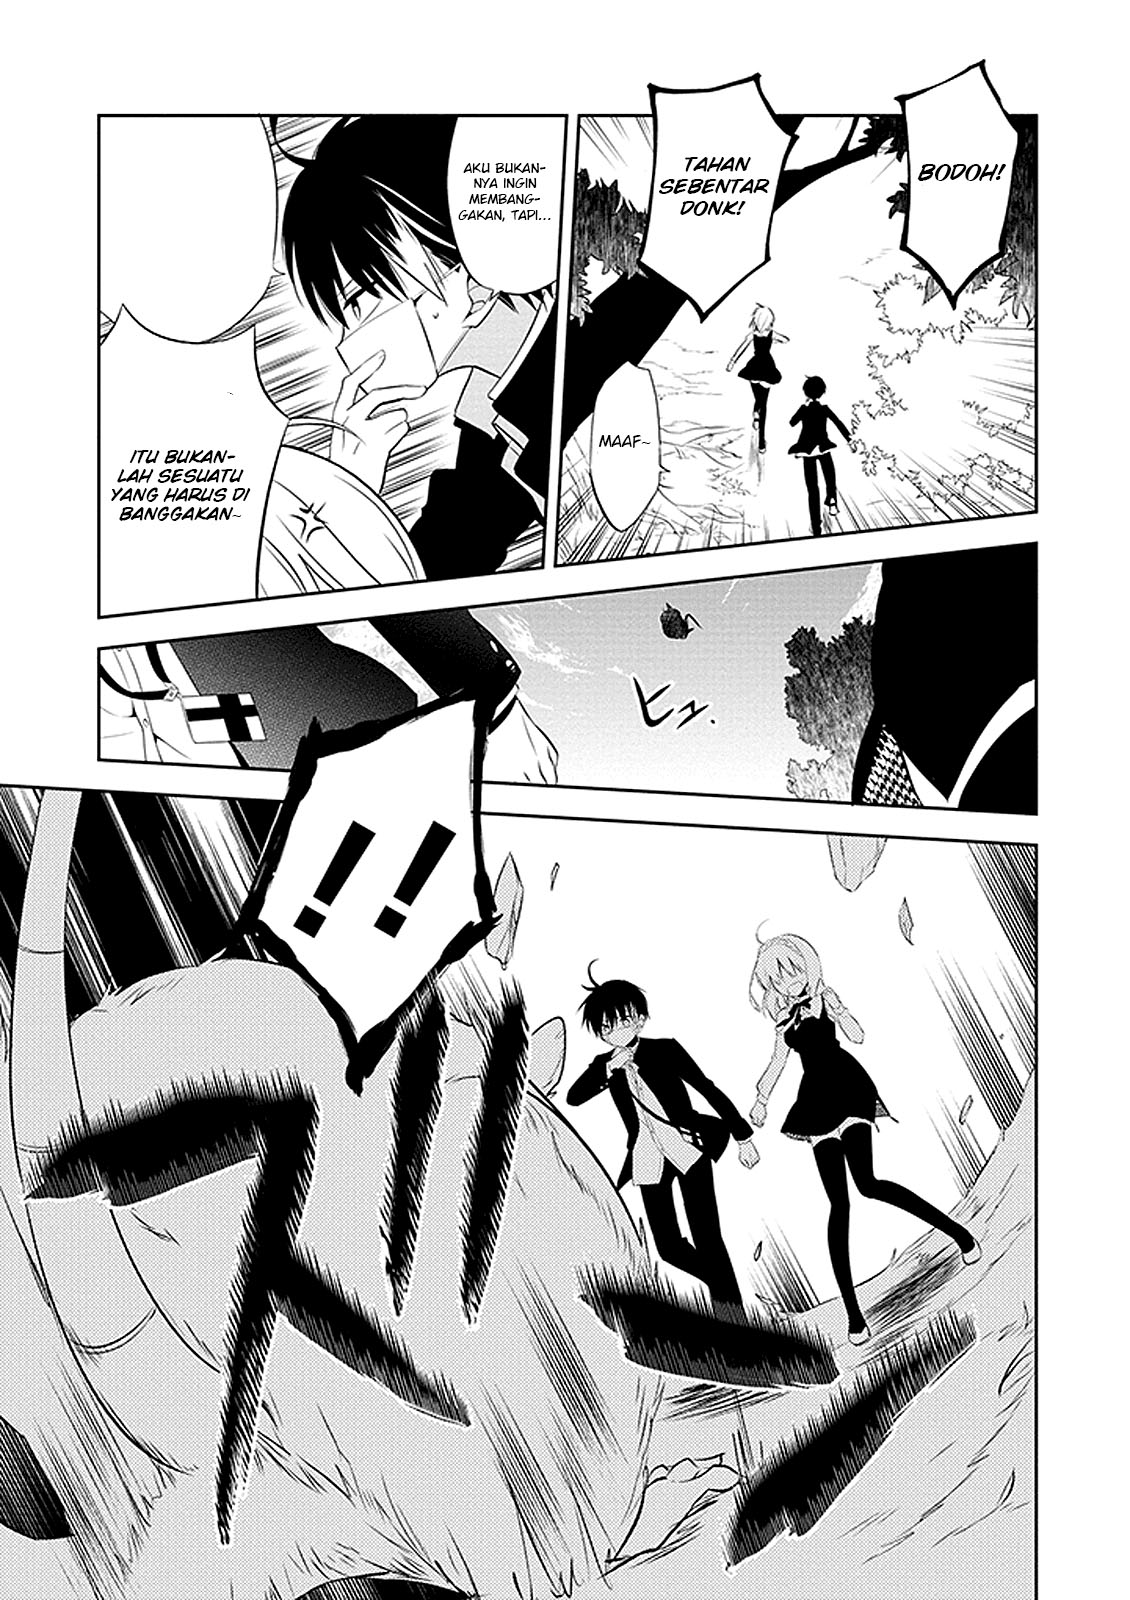 BODOH!
TAHAN
SEBENTAR
DONK!
MAAF~
AKU BUKAN-
NYA INGIN
MEMBANG-
GAKAN, TAPI...
ITU BUKAN-
LAH SESUATU
YANG HARUS DI
BANGGAKAN~
ヒュ.
!!
ズン